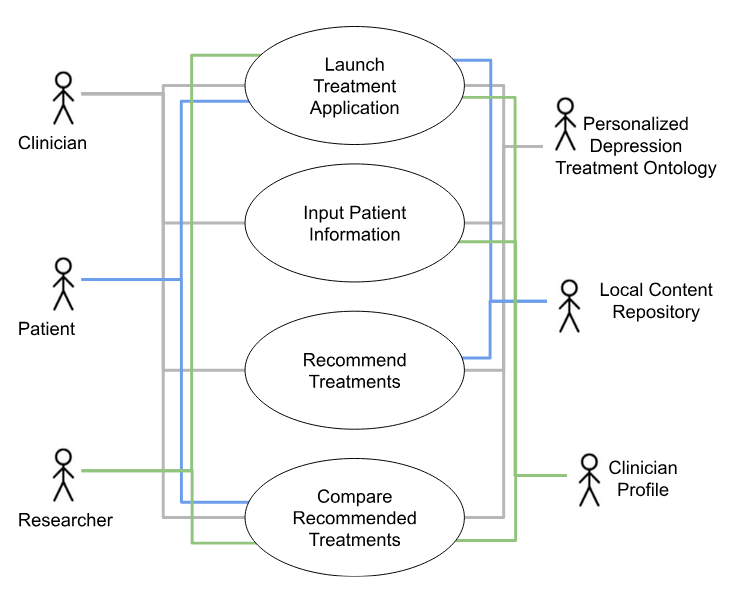 Launch
Treatment
Application
Clinician
Personalized
Depression
Treatment Ontology
Input Patient
Information
Patient
Local Content
Repository
Recommend
Treatments
Researcher
Clinician
Profile
Compare
Recommended
Treatments